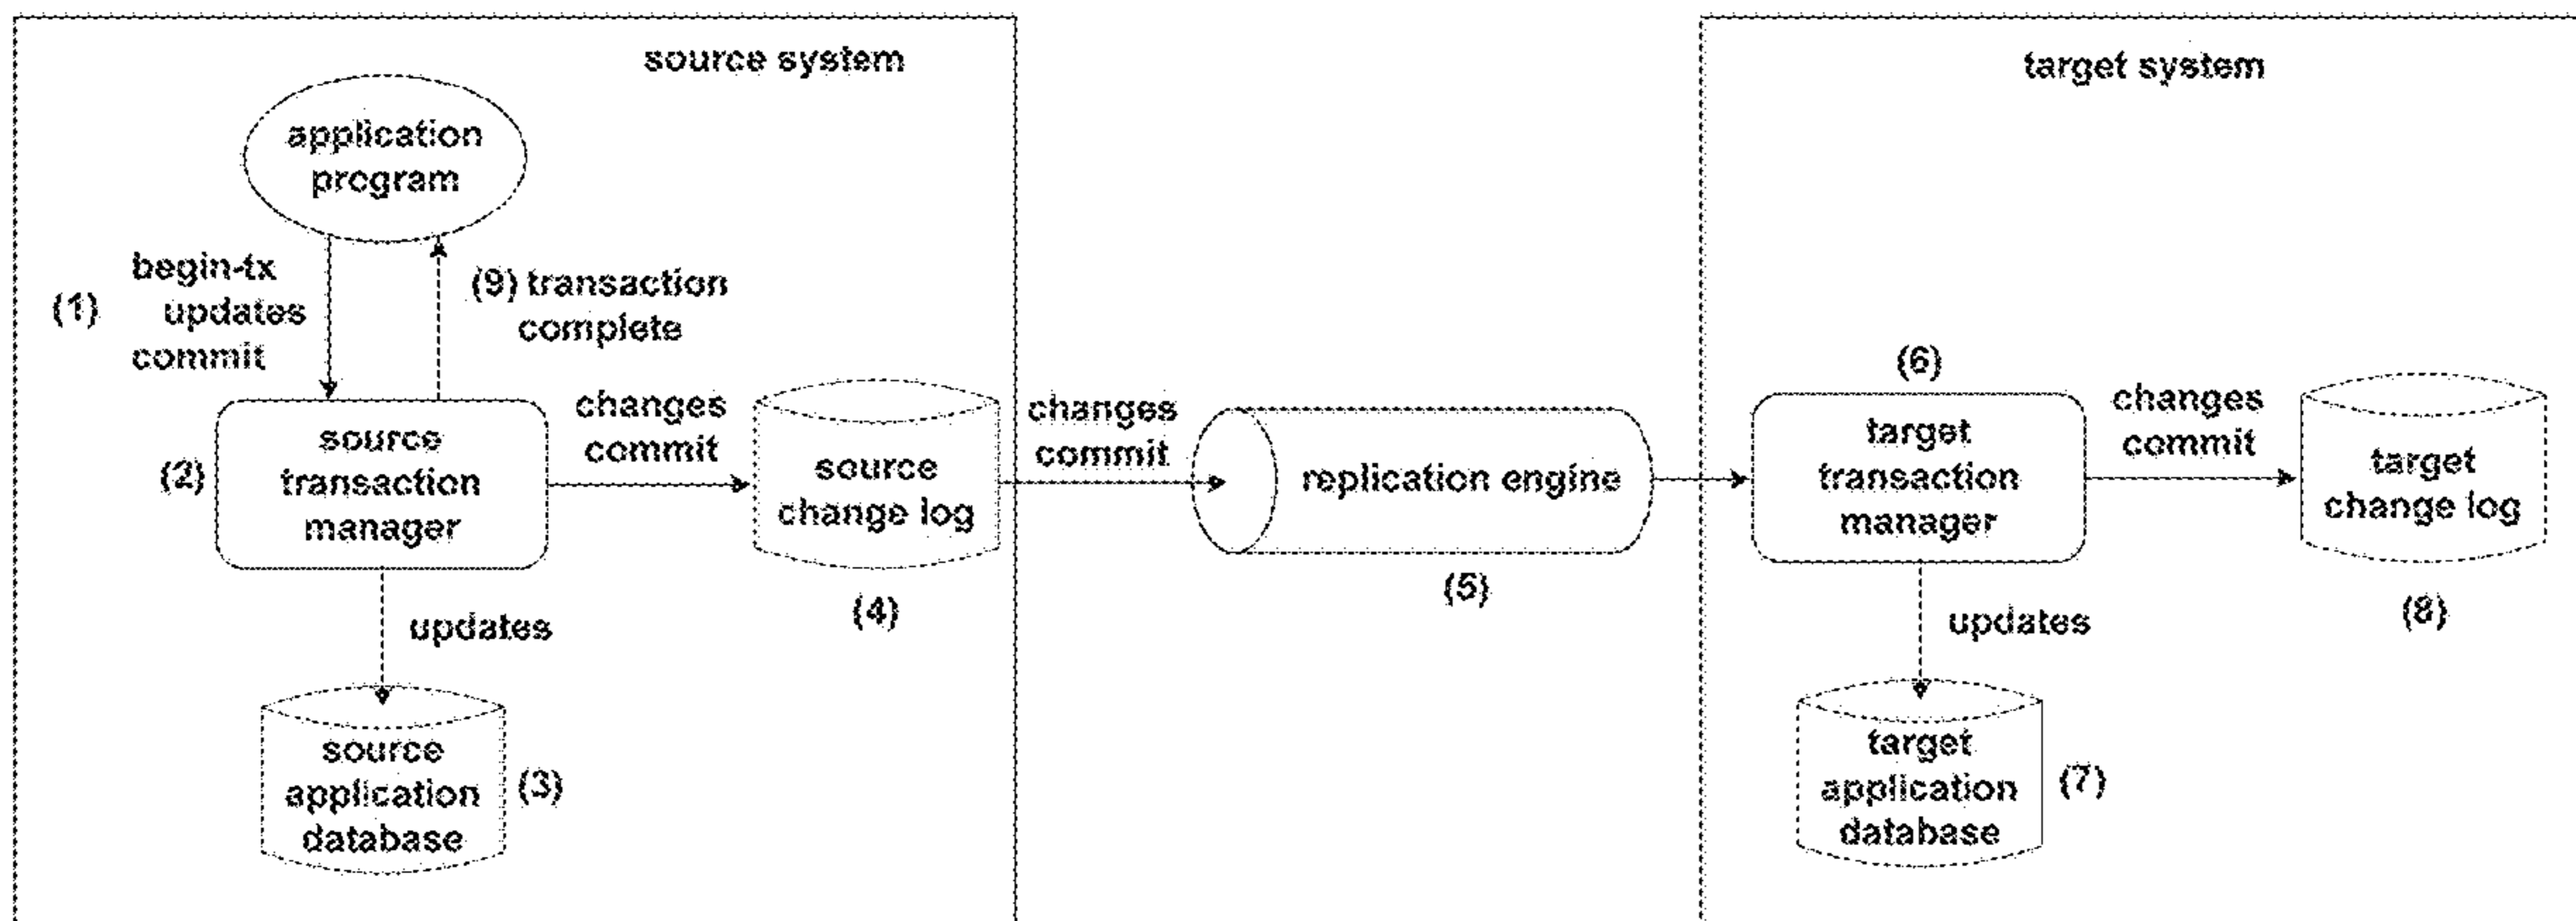 source system
application
program
(1)
begin-tx
updates
commit
(9) transaction
complete
(2)
source
transaction
manager
changes
commit
source
change log
(4)
updates
source
application
database
(3)
changes
commit
replication engine
(5)
target system
(6)
target
transaction
manager
changes
commit
target
change log
(8)
updates
target
application
database
(7)